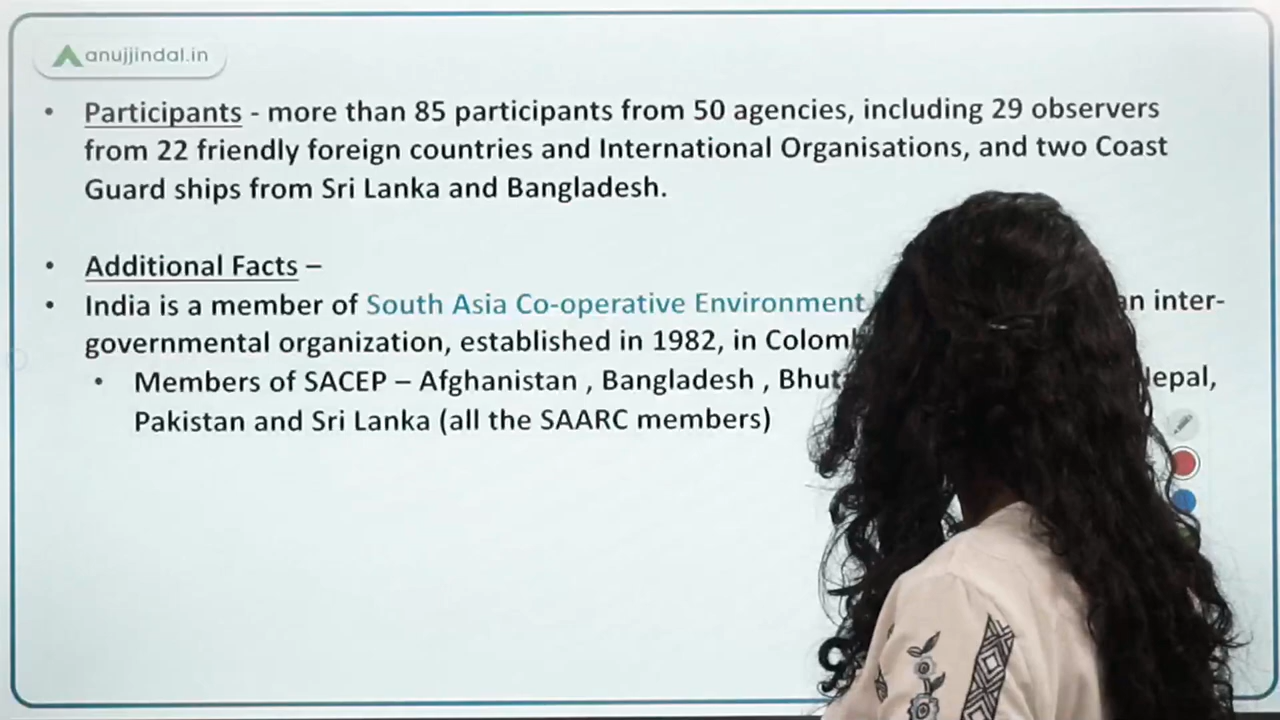 anujjindal.in
Participants - more than 85 participants from 50 agencies, including 29 observers
from 22 friendly foreign countries and International Organisations, and two Coast
Guard ships from Sri Lanka and Bangladesh.
Additional Facts –
India is a member of South Asia Co-operative Environment an inter-
governmental organization, established in 1982, in
Members of SACEP – Afghanistan , Bangladesh , Nepal,
Pakistan and Sri Lanka (all the SAARC members)